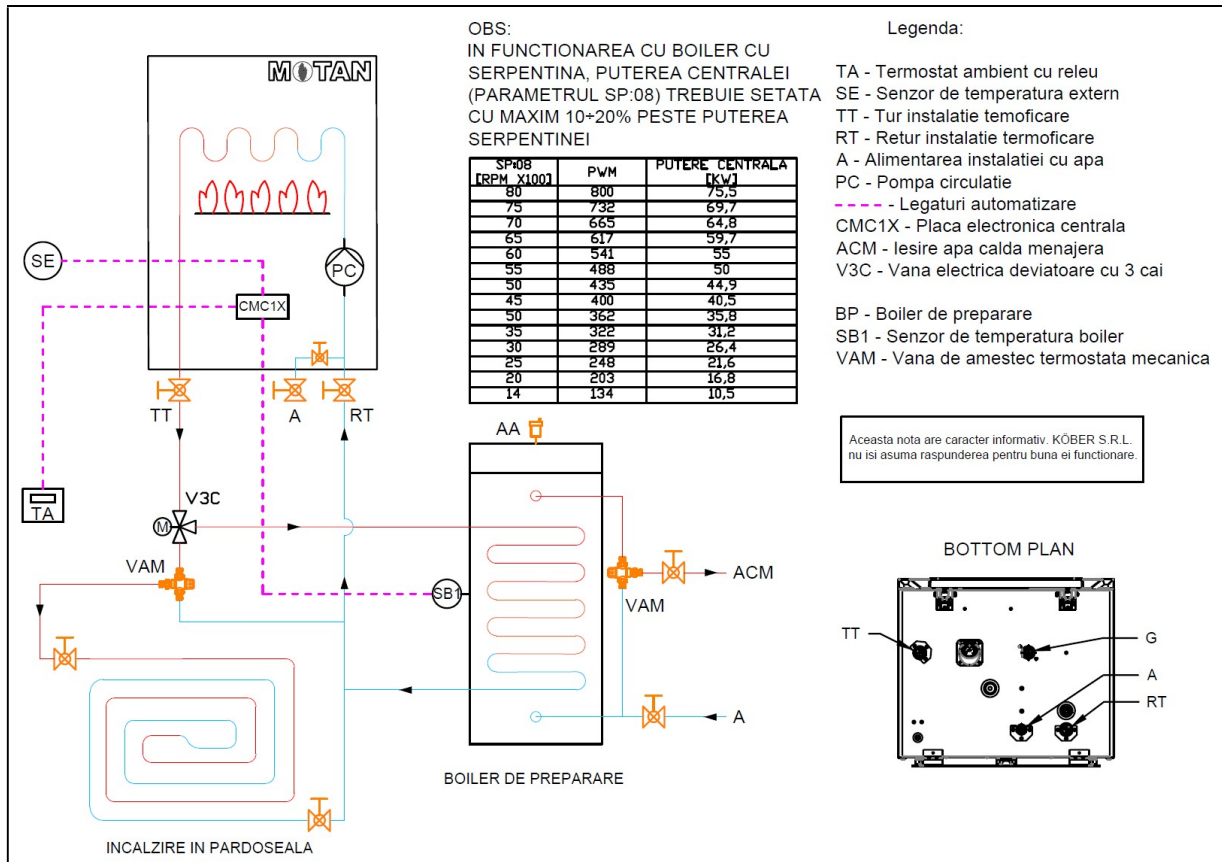 MOTAN
SE
PC
CMC1X
TT
A
RT
TA
V3C
M
VAM
INCALZIRE IN PARDOSEALA
OBS:
IN FUNCTIONAREA CU BOILER CU
SERPENTINA, PUTEREA CENTRALEI
(PARAMETRUL SP:08) TREBUIE SETATA
CU MAXIM 10÷20% PESTE PUTEREA
SERPENTINEI
SP:08 [RPM X100] PWM PUTERE CENTRALA [KW]
80 800 75,5
75 732 69,7
70 665 64,8
65 617 59,7
60 541 55
55 488 50
50 435 44,9
45 400 40,5
50 362 35,8
35 322 31,2
30 289 26,4
25 248 21,6
20 203 16,8
14 134 10,5
AA
SB1
ACM
VAM
A
BOILER DE PREPARARE
Legenda:
TA - Termostat ambient cu releu
SE - Senzor de temperatura extern
TT - Tur instalatie temoficare
RT - Retur instalatie termoficare
A - Alimentarea instalatiei cu apa
PC - Pompa circulatie
- Legaturi automatizare
CMC1X - Placa electronica centrala
ACM - Iesire apa calda menajera
V3C - Vana electrica deviatoare cu 3 cai
BP - Boiler de preparare
SB1 - Senzor de temperatura boiler
VAM - Vana de amestec termostata mecanica
Aceasta nota are caracter informativ. KÖBER S.R.L.
nu isi asuma raspunderea pentru buna ei functionare.
BOTTOM PLAN
TT
G
A
RT